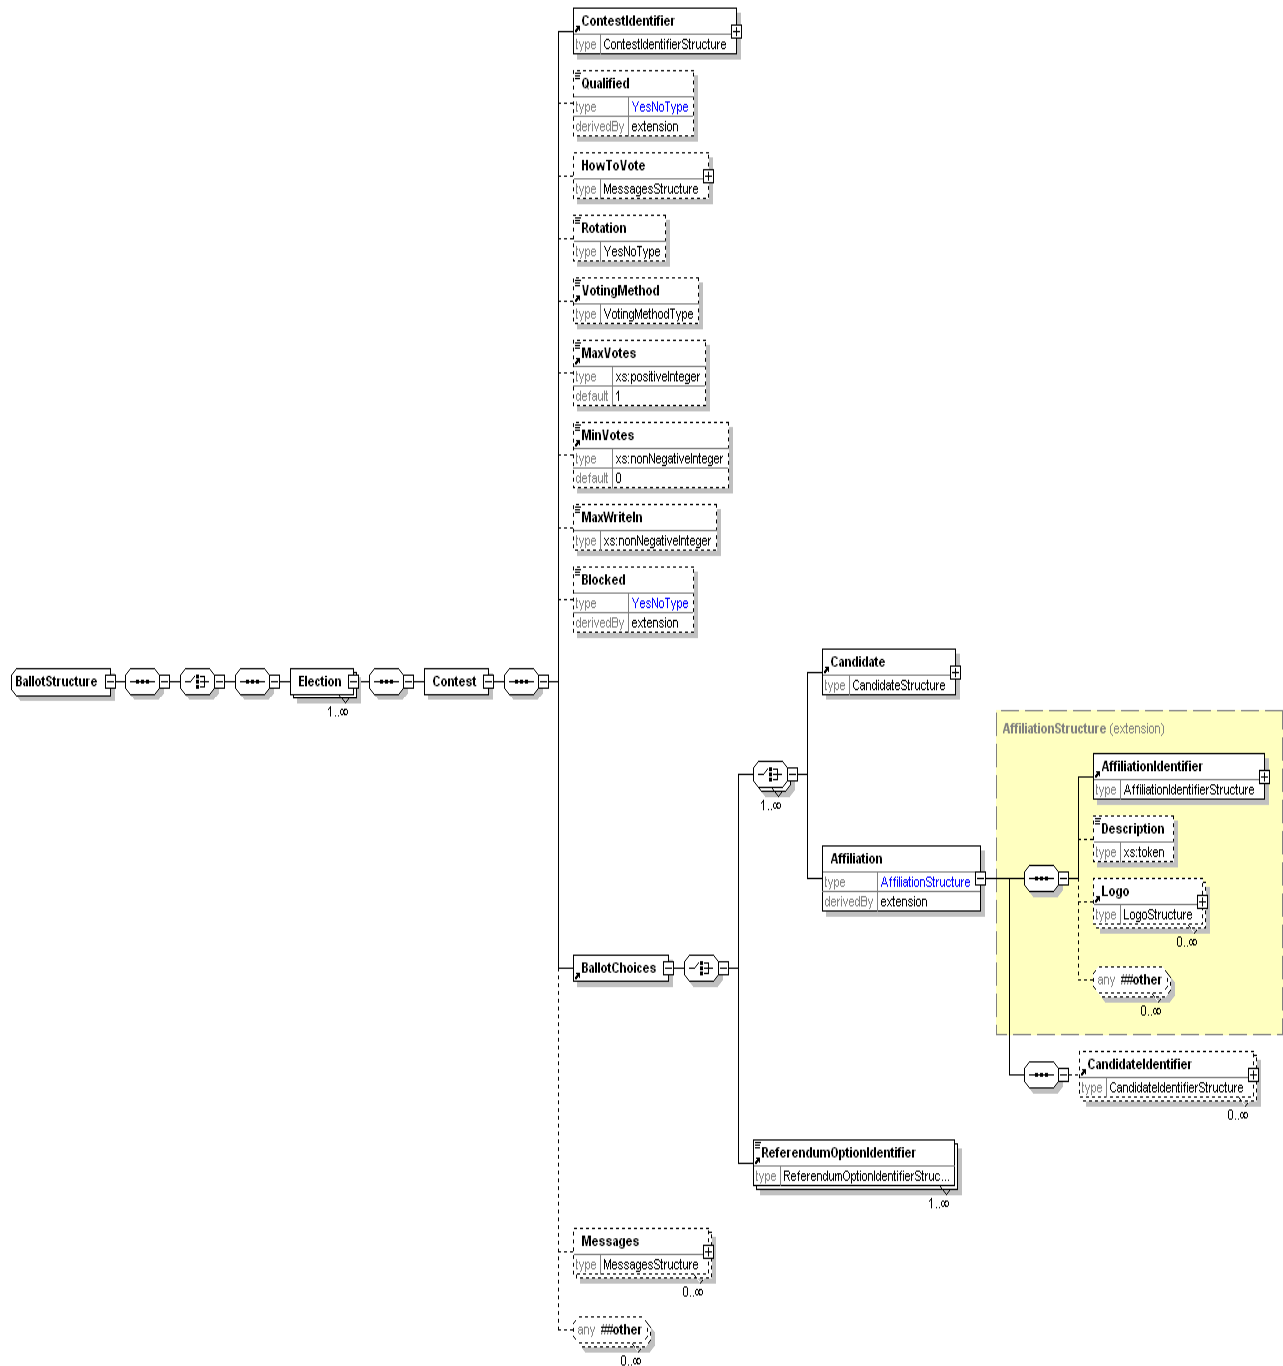 ContestIdentifier
type ContestIdentifierStructure
Qualified
type YesNoType
derivedBy extension
HowToVote
type MessagesStructure
Rotation
type YesNoType
VotingMethod
type VotingMethodType
MaxVotes
type xs:positiveInteger
default 1
MinVotes
type xs:nonNegativeInteger
default 0
MaxWriteIn
type xs:nonNegativeInteger
Blocked
type YesNoType
derivedBy extension
BallotStructure
Election
1..∞
Contest
BallotChoices
1..∞
Candidate
type CandidateStructure
Affiliation
type AffiliationStructure
derivedBy extension
AffiliationStructure (extension)
AffiliationIdentifier
type AffiliationIdentifierStructure
Description
type xs:token
Logo
type LogoStructure
0..∞
any ##other
0..∞
CandidateIdentifier
type CandidateIdentifierStructure
0..∞
ReferendumOptionIdentifier
type ReferendumOptionIdentifierStruc...
1..∞
Messages
type MessagesStructure
0..∞
any ##other
0..∞